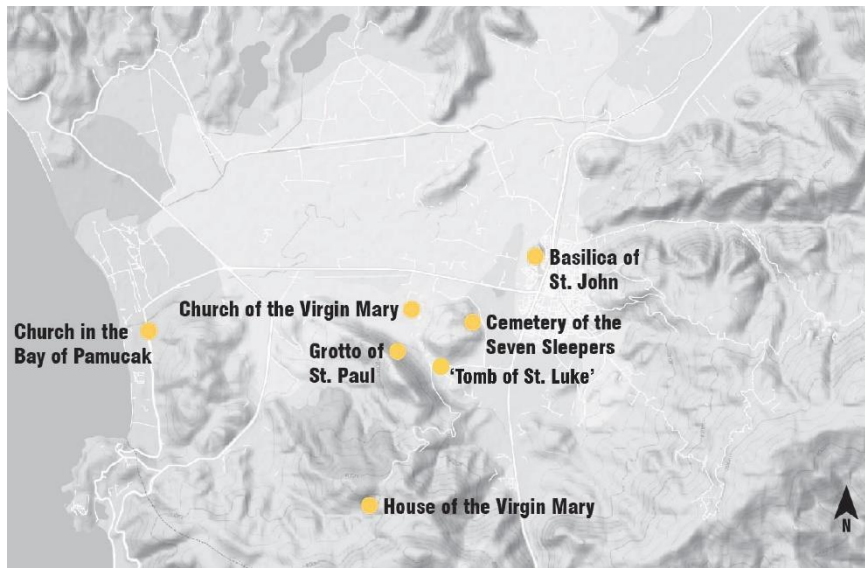 Basilica of
St. John
Church of the Virgin Mary
Cemetery of the
Seven Sleepers
Church in the
Bay of Pamucak
Grotto of
St. Paul
‘Tomb of St. Luke’
House of the Virgin Mary
N